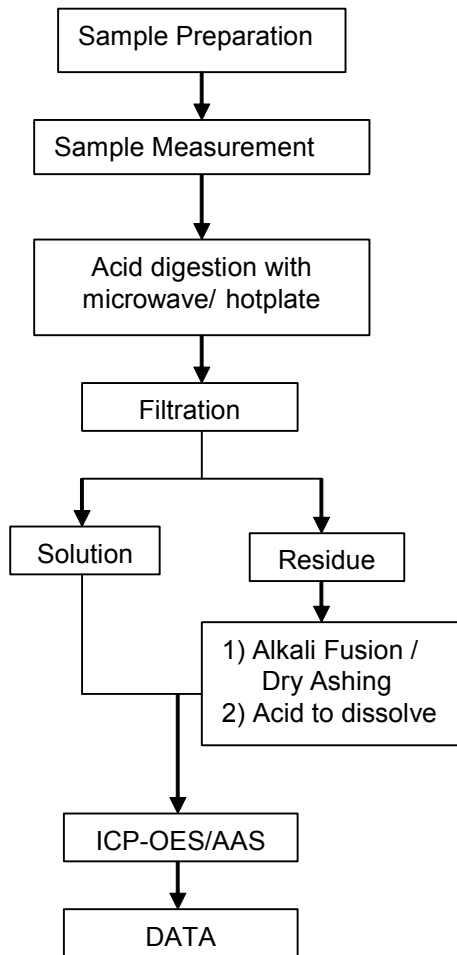 Sample Preparation
Sample Measurement
Acid digestion with
microwave/ hotplate
Filtration
Solution
Residue
1) Alkali Fusion /
Dry Ashing
2) Acid to dissolve
ICP-OES/AAS
DATA